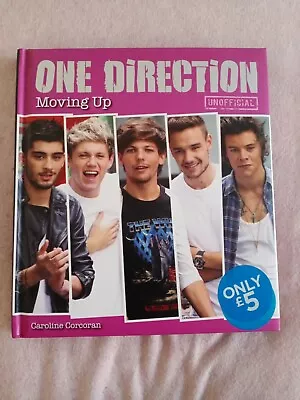 ONE DIRECTION
Moving Up
UNOFFICIAL
ONLY
£5
Caroline Corcoran